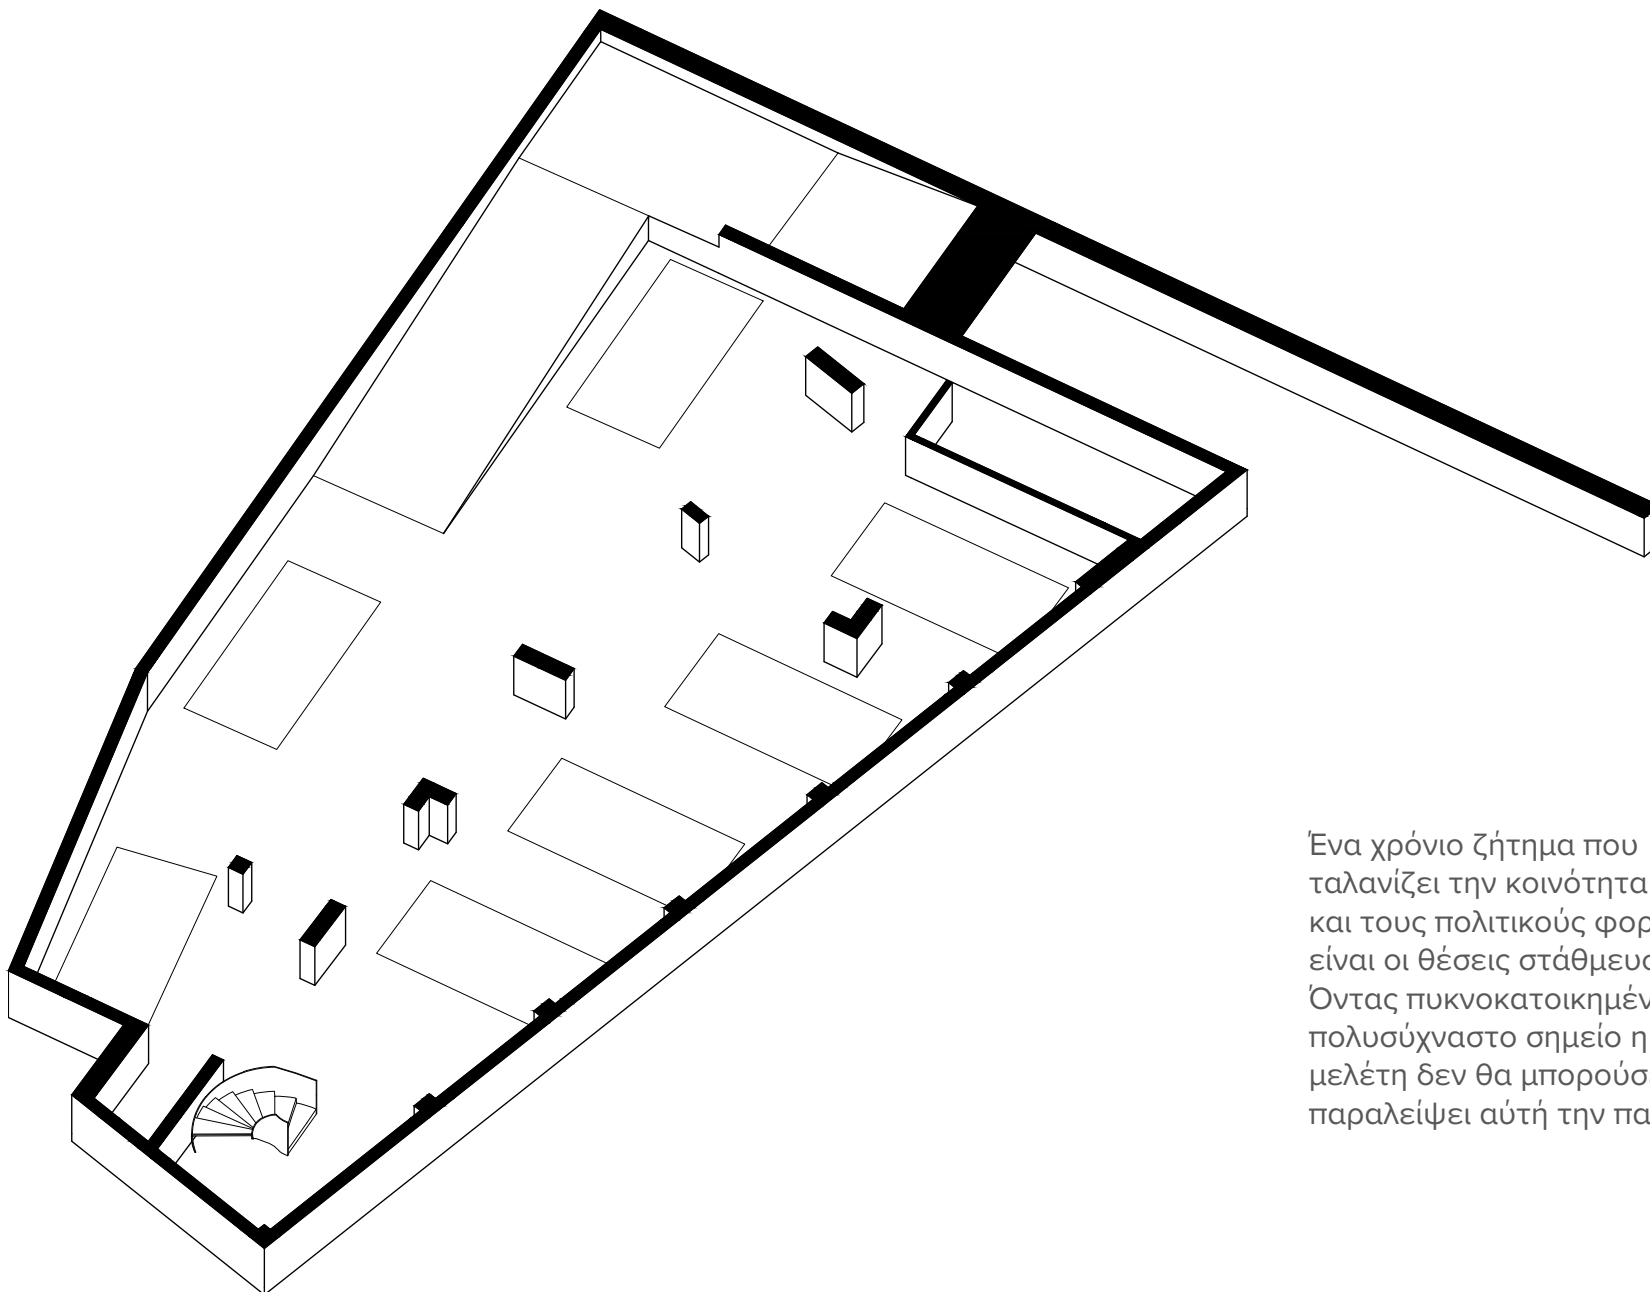 Ένα χρόνιο ζήτημα που
ταλανίζει την κοινότητα
και τους πολιτικούς
είναι οι θέσεις
Όντας
πολυσύχναστο σημείο η
μελέτη δεν θα
παραλείψει αύτή την